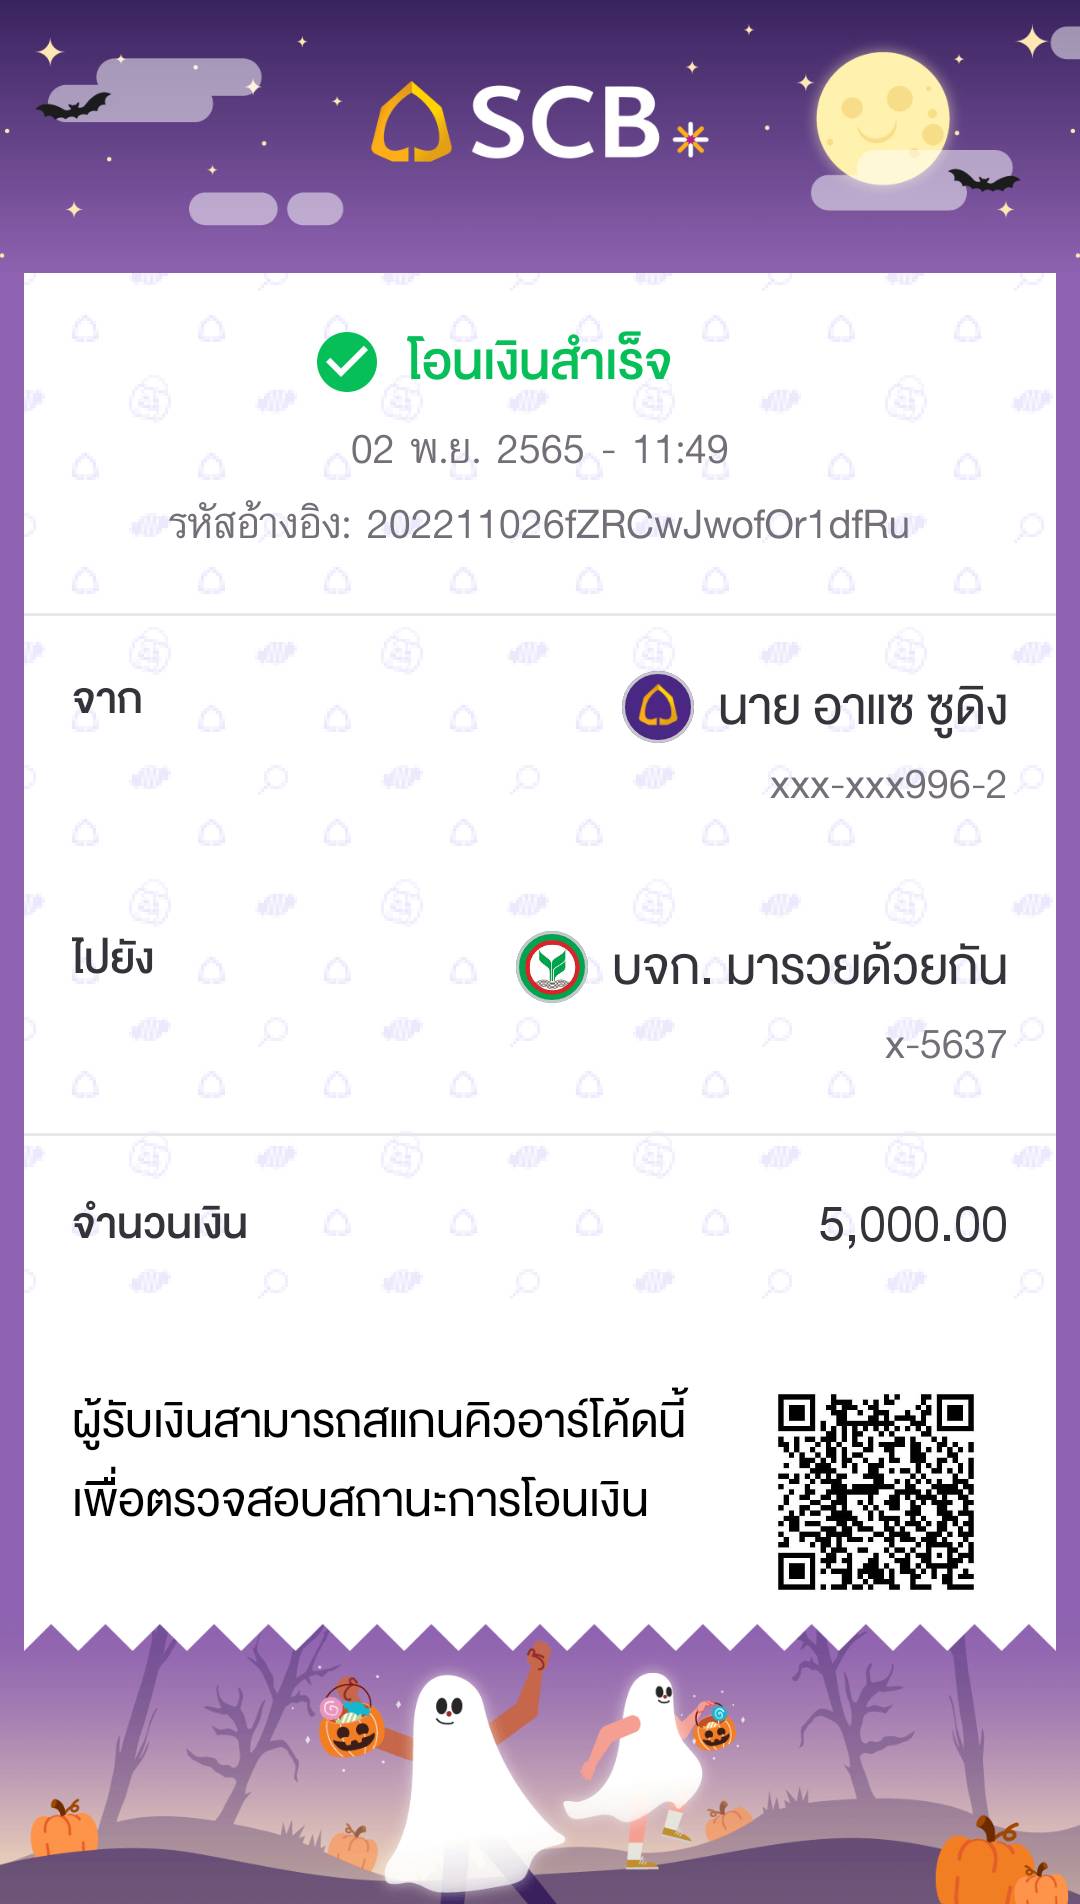 SCB
โอนเงินสำเร็จ
02 พ.ย. 2565 - 11:49
รหัสอ้างอิง: 202211026fZRCwJwofOr1dfRu
จาก
นาย อาแซ ซูดิง
xxx-xxx996-2
ไปยัง
บจก. มารวยด้วยกัน
x-5637
จำนวนเงิน
5,000.00
ผู้รับเงินสามารถสแกนคิวอาร์โค้ดนี้
เพื่อตรวจสอบสถานะการโอนเงิน